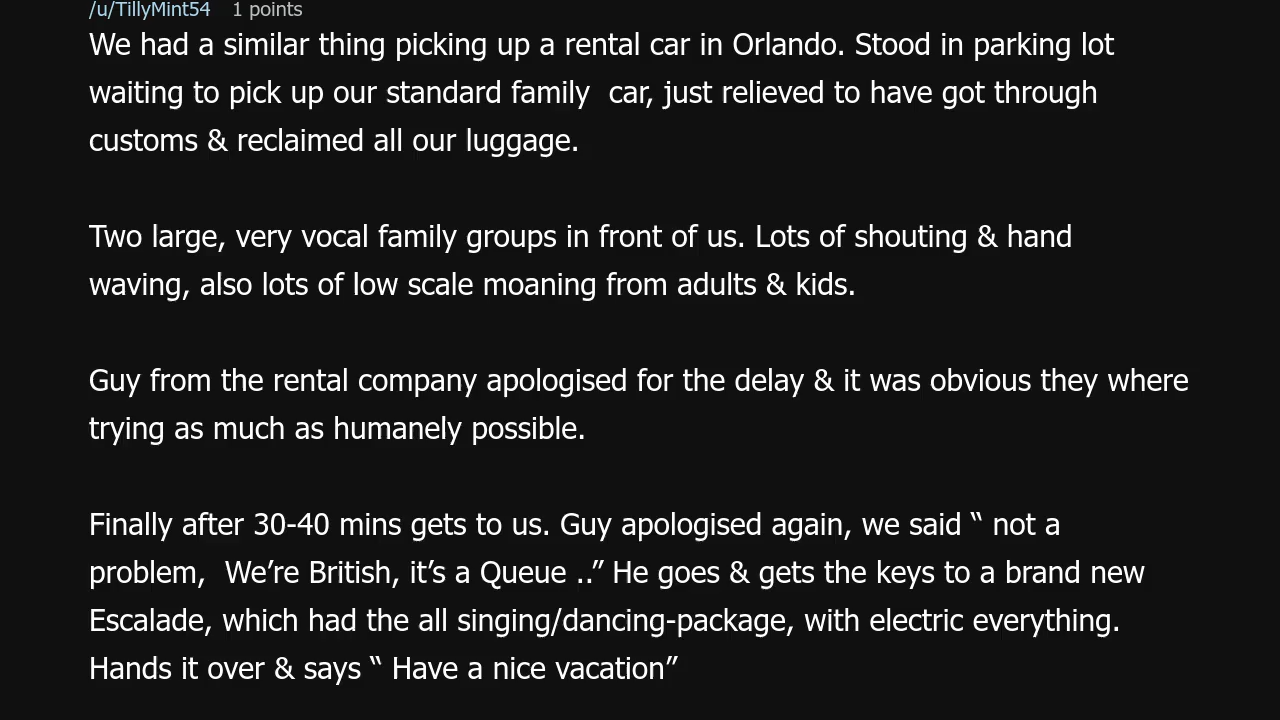 /u/TillyMint54 1 points
We had a similar thing picking up a rental car in Orlando. Stood in parking lot
waiting to pick up our standard family  car, just relieved to have got through
customs & reclaimed all our luggage.
Two large, very vocal family groups in front of us. Lots of shouting & hand
waving, also lots of low scale moaning from adults & kids.
Guy from the rental company apologised for the delay & it was obvious they where
trying as much as humanely possible.
Finally after 30-40 mins gets to us. Guy apologised again, we said “ not a
problem,  We’re British, it’s a Queue ..” He goes & gets the keys to a brand new
Escalade, which had the all singing/dancing-package, with electric everything.
Hands it over & says “ Have a nice vacation”